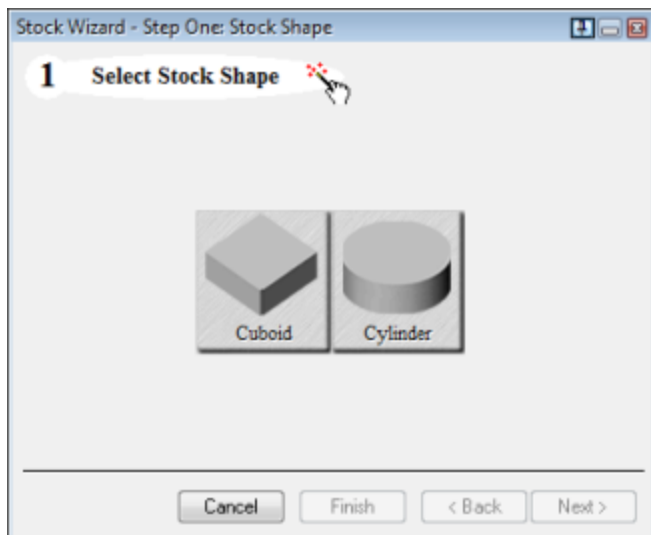 Stock Wizard - Step One: Stock Shape
1 Select Stock Shape
Cuboid Cylinder
Cancel Finish < Back Next >